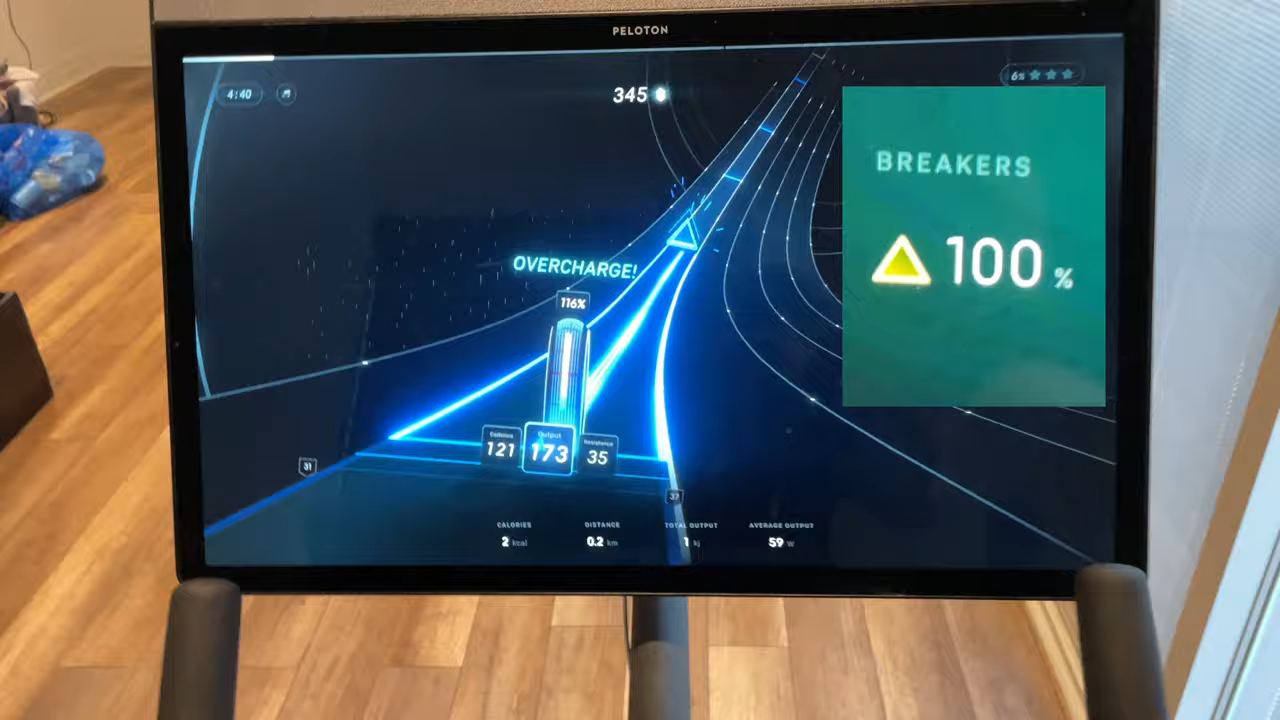 PELOTON
4:40
345
6s
BREAKERS
100 %
OVERCHARGE!
116%
Cadence
121
Output
173
Resistance
35
31
37
CALORIES
2 kcal
DISTANCE
0.2 km
TOTAL OUTPUT
1 kj
AVERAGE OUTPUT
59 W